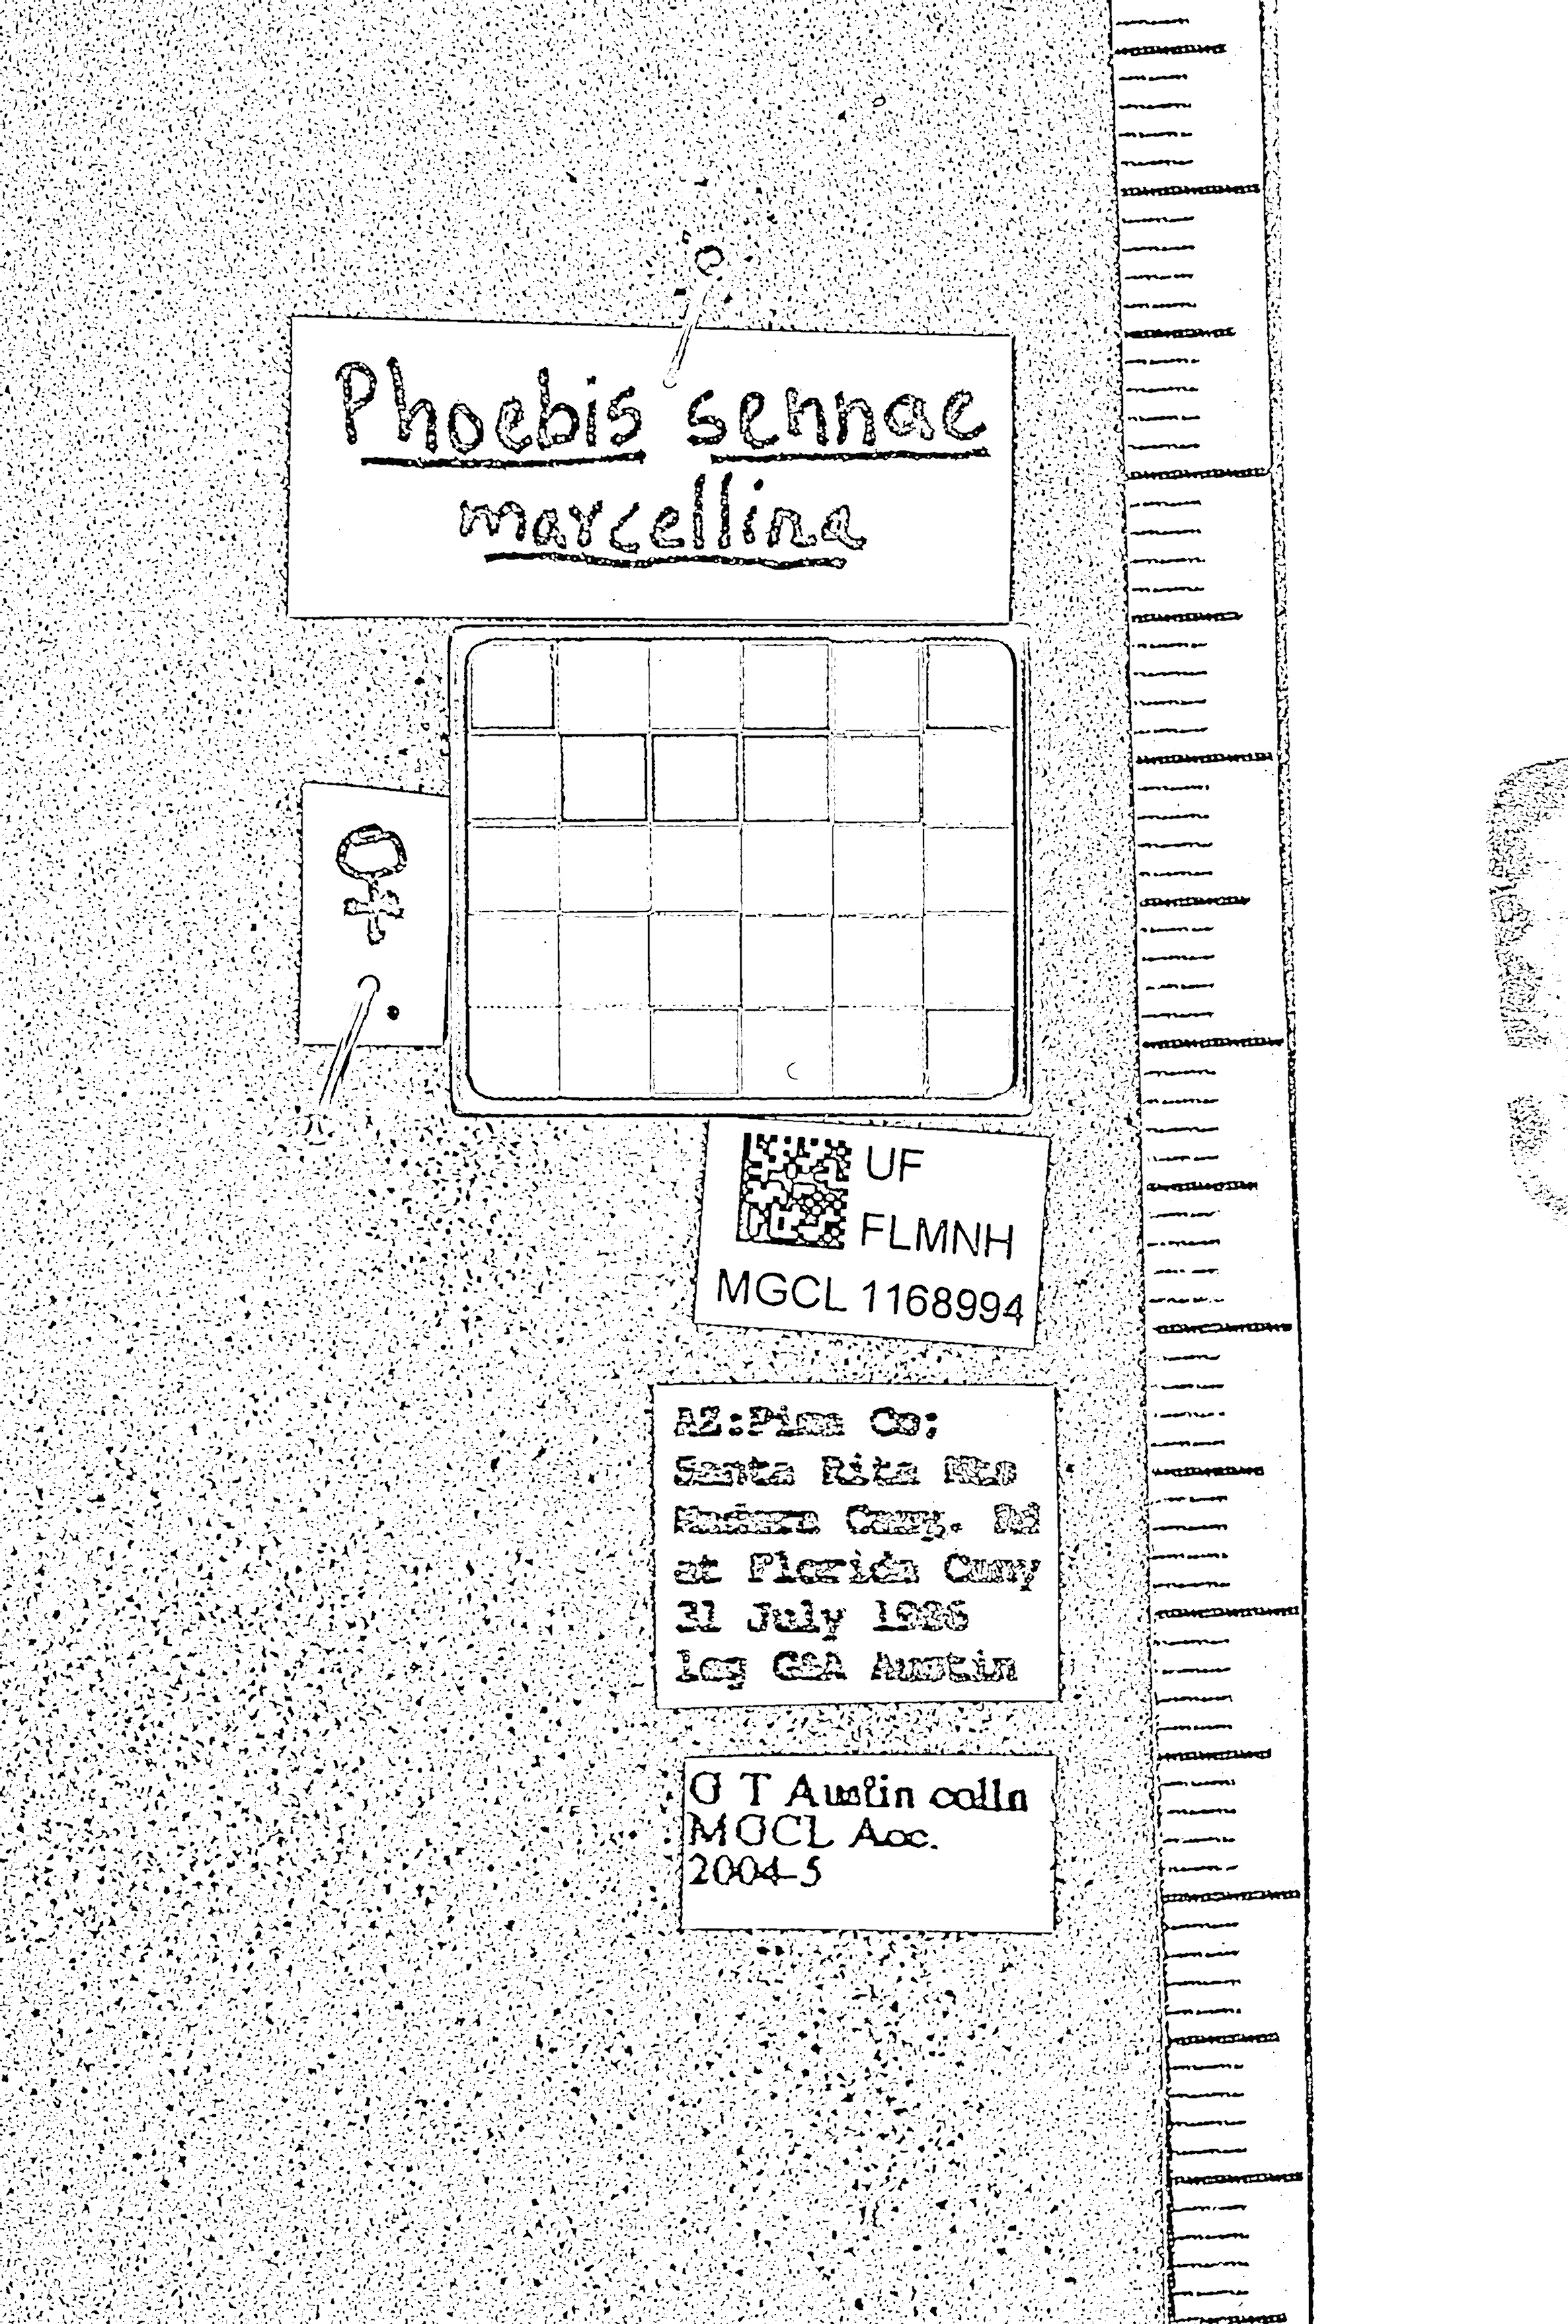 Phoebis sennae
marcellina
♀
UF
FLMNH
MGCL 1168994
AZ:Pima Co;
Santa Rita Mts
Madera Cany. Rd
at Florida Cany
31 July 1986
leg G&A Austin
G T Austin colln
MGCL Acc.
2004-5